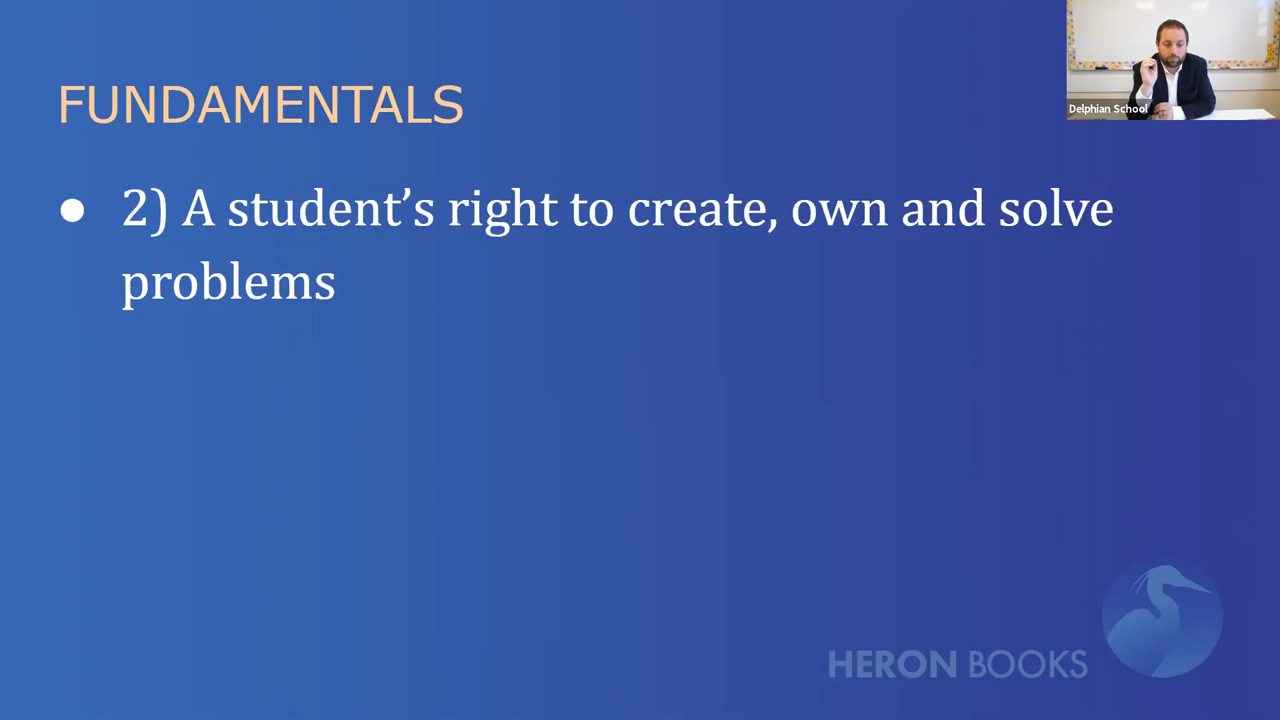 Delphian School
FUNDAMENTALS
● 2) A student’s right to create, own and solve
problems
HERON BOOKS